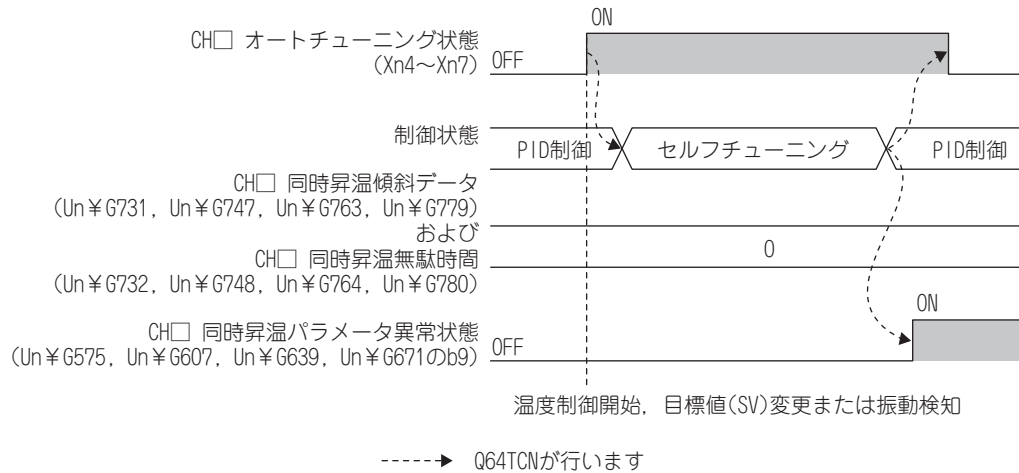 ON
CH□ オートチューニング状態
(Xn4～Xn7)
OFF
制御状態
PID制御
セルフチューニング
PID制御
CH□ 同時昇温傾斜データ
(Un¥G731, Un¥G747, Un¥G763, Un¥G779)
および
CH□ 同時昇温無駄時間
(Un¥G732, Un¥G748, Un¥G764, Un¥G780)
0
ON
CH□ 同時昇温パラメータ異常状態
(Un¥G575, Un¥G607, Un¥G639, Un¥G671のb9)
OFF
温度制御開始, 目標値(SV)変更または振動検知
Q64TCNが行います